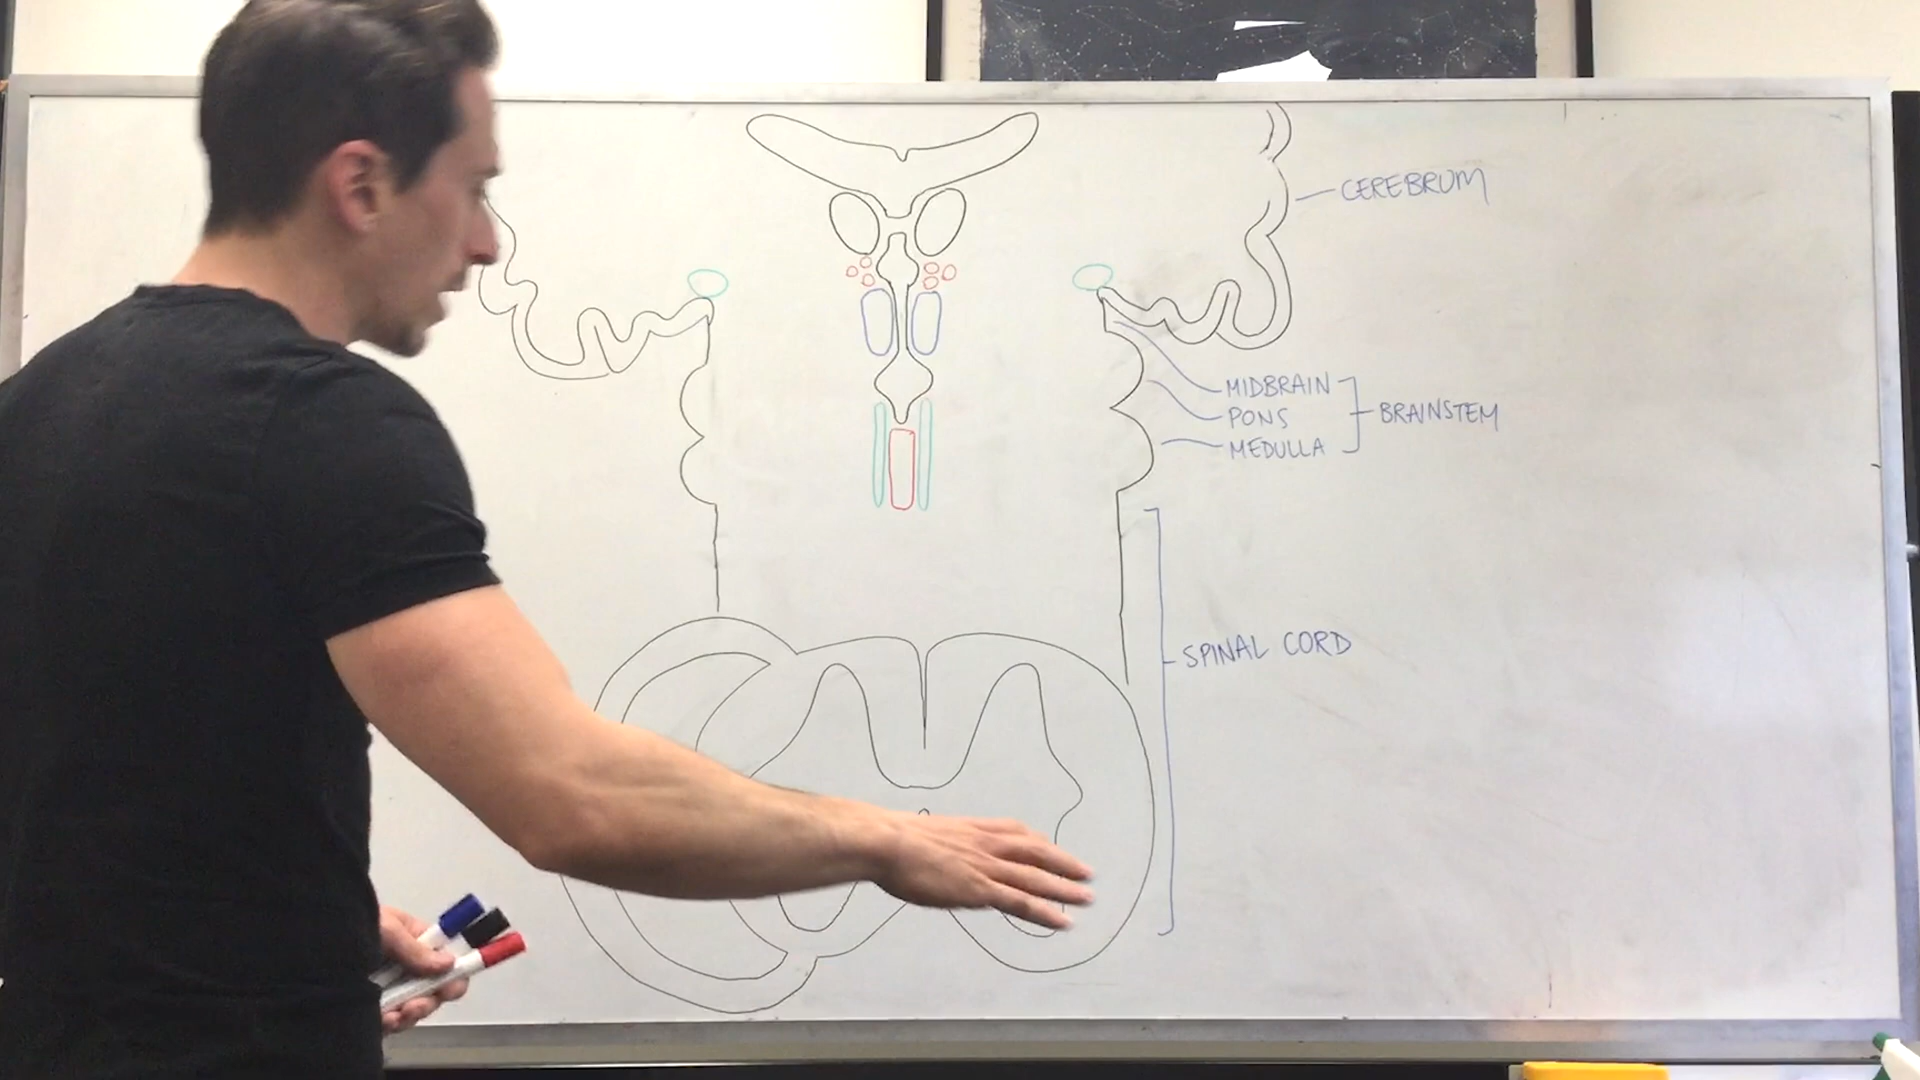 CEREBRUM
MIDBRAIN
PONS
MEDULLA
BRAINSTEM
SPINAL CORD